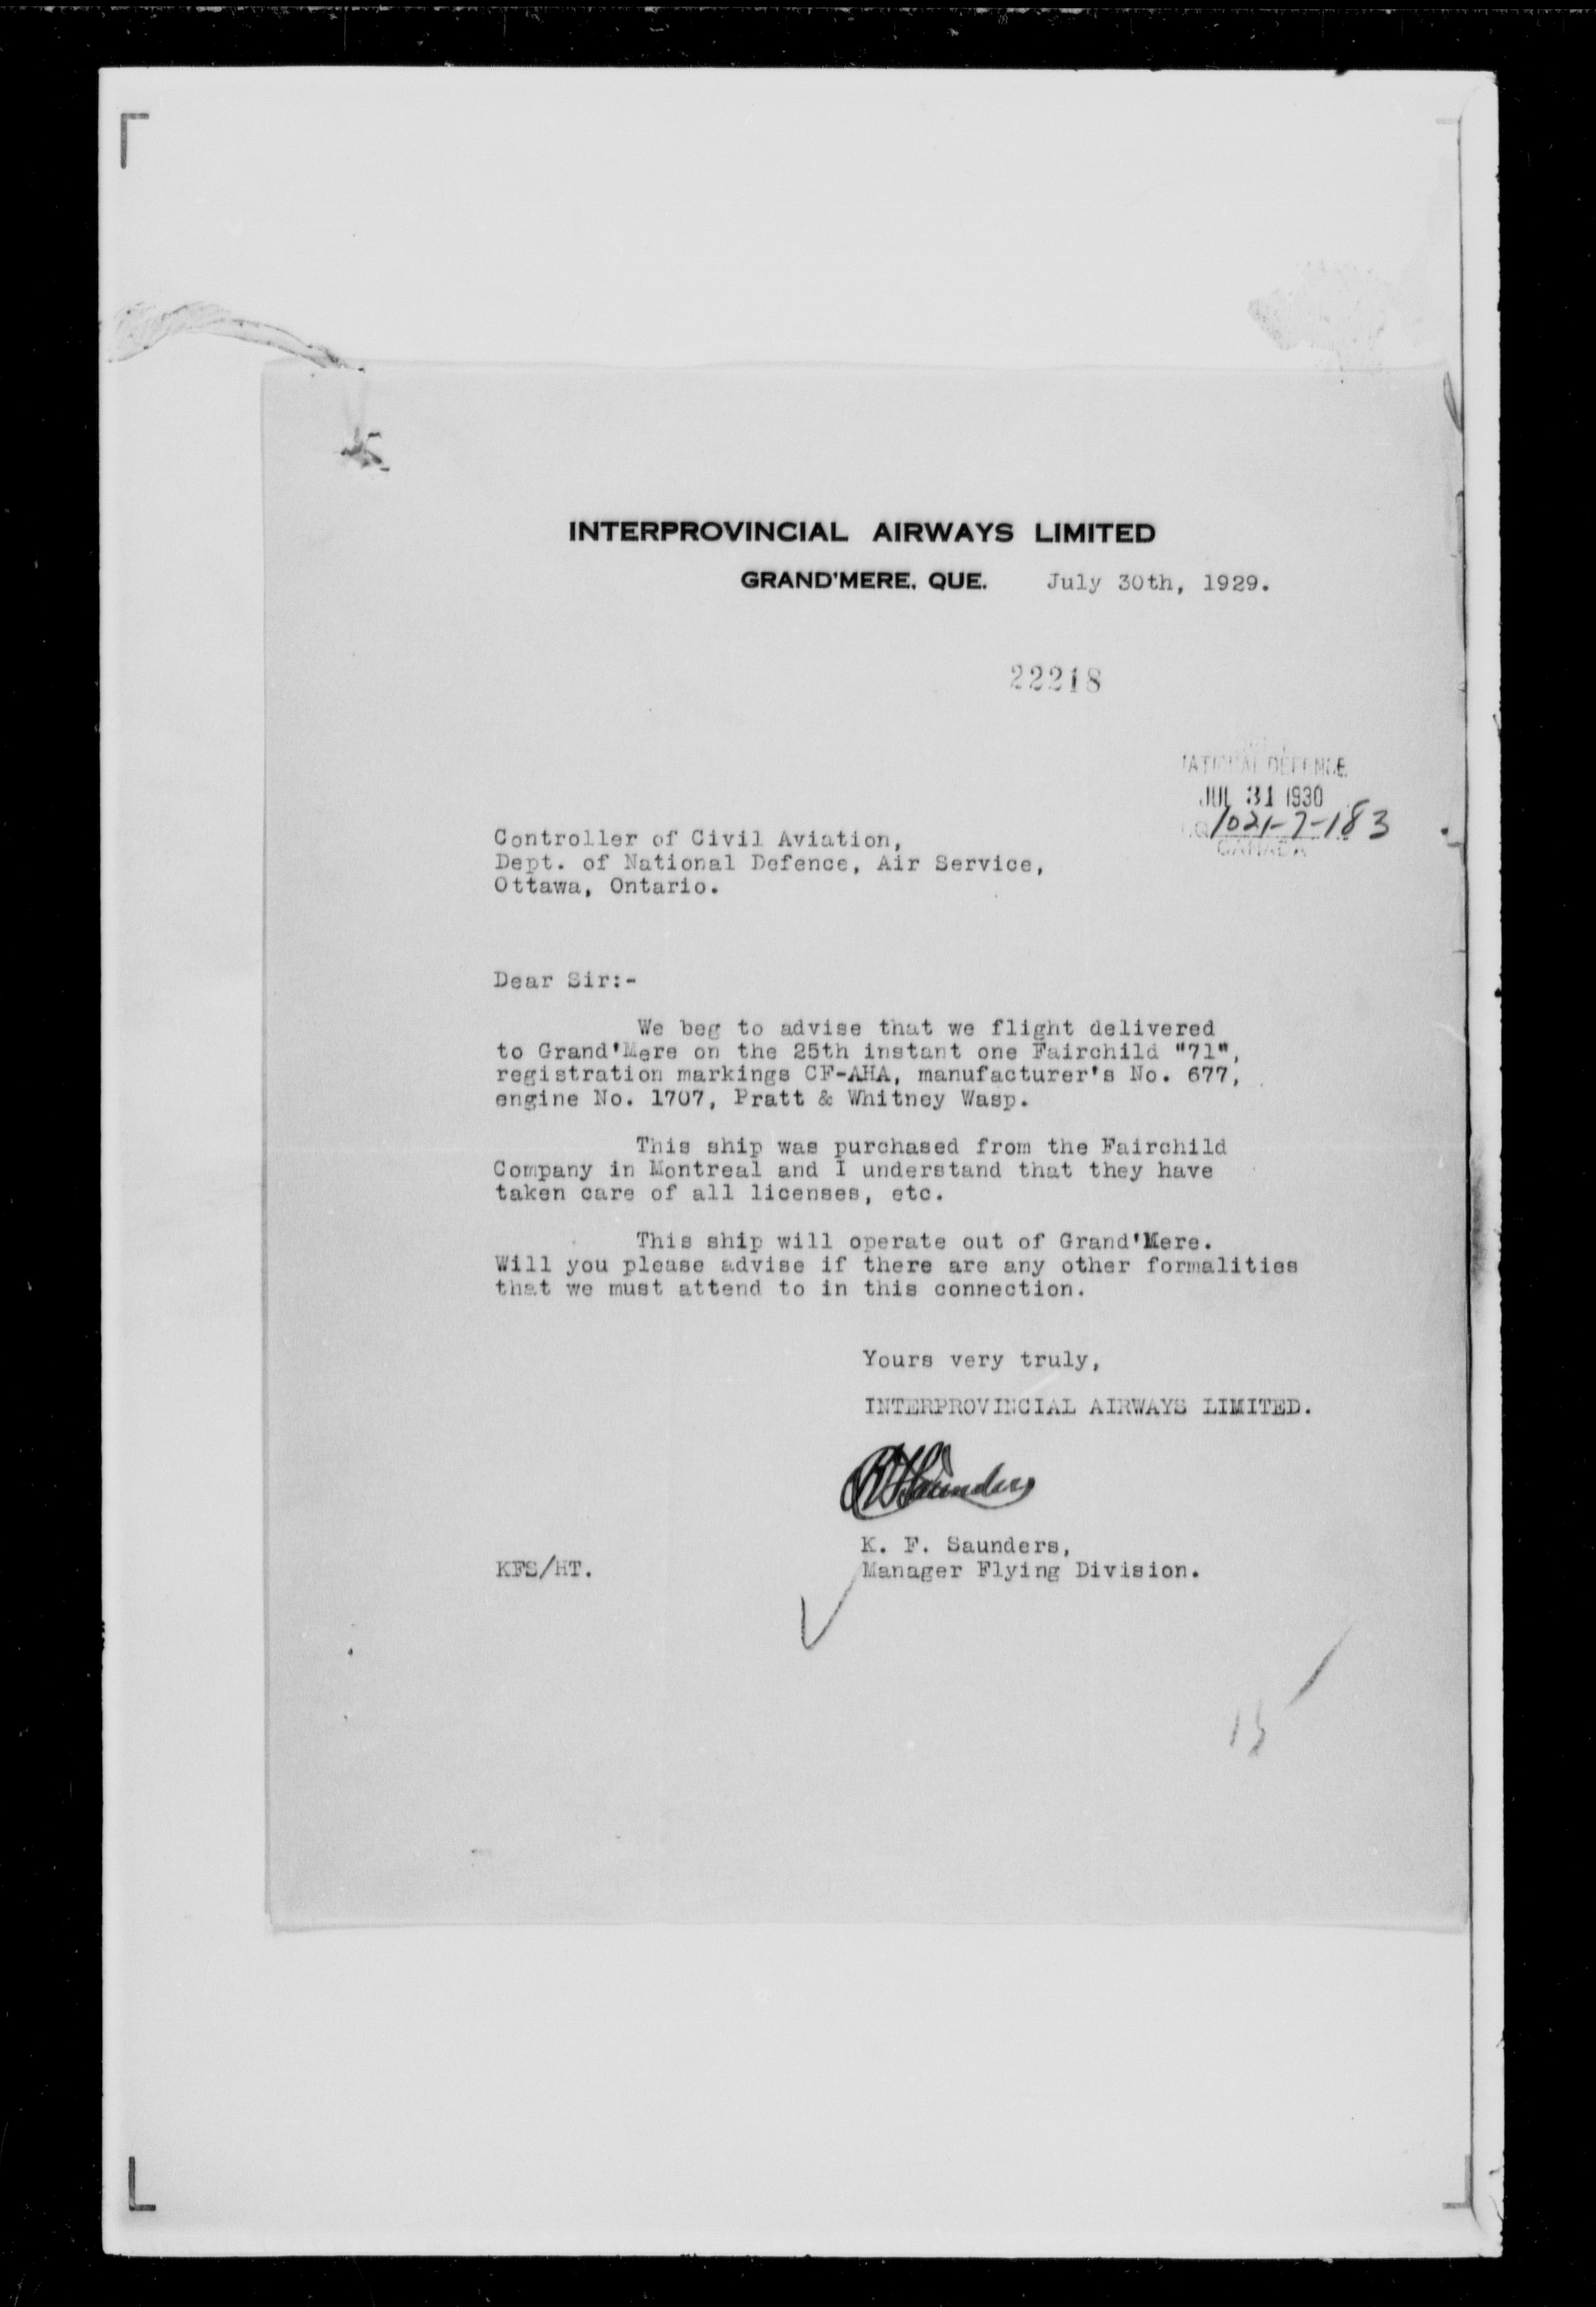 INTERPROVINCIAL AIRWAYS LIMITED
GRAND'MERE, QUE. July 30th, 1929.
22218
NATIONAL DEFENCE
JUL 31 1930
1021-7-183
CANADA
Controller of Civil Aviation,
Dept. of National Defence, Air Service,
Ottawa, Ontario.
Dear Sir:-
We beg to advise that we flight delivered
to Grand'Mere on the 25th instant one Fairchild "71",
registration markings CF-AHA, manufacturer's No. 677,
engine No. 1707, Pratt & Whitney Wasp.
This ship was purchased from the Fairchild
Company in Montreal and I understand that they have
taken care of all licenses, etc.
This ship will operate out of Grand'Mere.
Will you please advise if there are any other formalities
that we must attend to in this connection.
Yours very truly,
INTERPROVINCIAL AIRWAYS LIMITED.
KFSaunders
K. F. Saunders,
KFS/HT. Manager Flying Division.